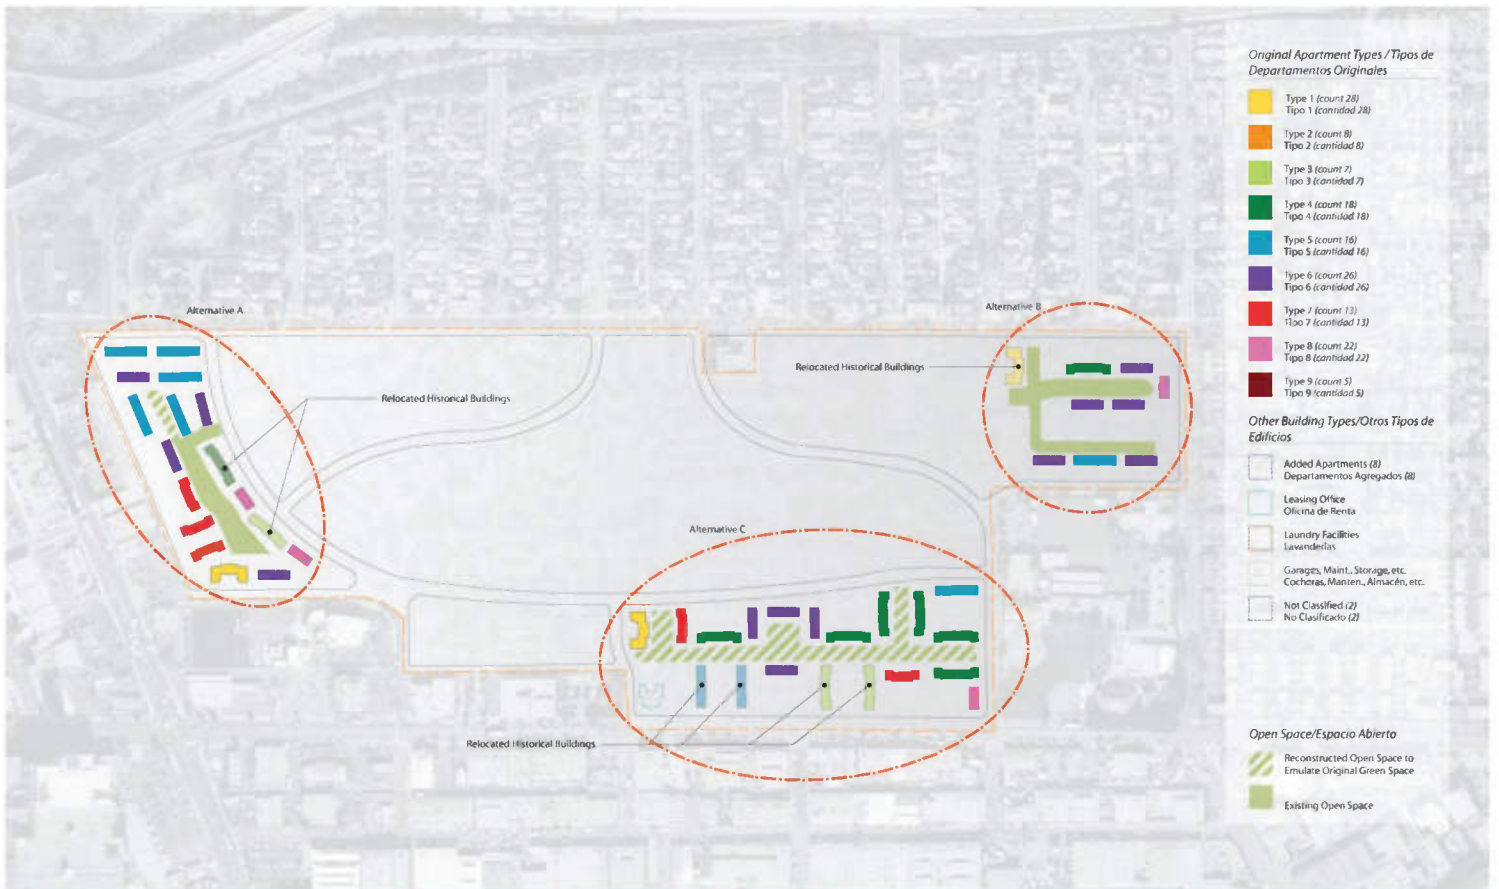 Original Apartment Types / Tipos de
Departamentos Originales
Type 1 (count 28)
Tipo 1 (cantidad 28)
Type 2 (count 8)
Tipo 2 (cantidad 8)
Type 3 (count 7)
Tipo 3 (cantidad 7)
Type 4 (count 18)
Tipo 4 (cantidad 18)
Type 5 (count 16)
Tipo 5 (cantidad 16)
Type 6 (count 26)
Tipo 6 (cantidad 26)
Type 7 (count 13)
Tipo 7 (cantidad 13)
Type 8 (count 22)
Tipo 8 (cantidad 22)
Type 9 (count 5)
Tipo 9 (cantidad 5)
Other Building Types/Otros Tipos de
Edificios
Added Apartments (8)
Departamentos Agregados (8)
Leasing Office
Oficina de Renta
Laundry Facilities
Lavanderías
Garages, Maint., Storage, etc.
Cocheras, Manten., Almacén, etc.
Not Classified (2)
No Clasificado (2)
Open Space/Espacio Abierto
Reconstructed Open Space to
Emulate Original Green Space
Existing Open Space
Alternative A
Relocated Historical Buildings
Alternative B
Relocated Historical Buildings
Alternative C
Relocated Historical Buildings